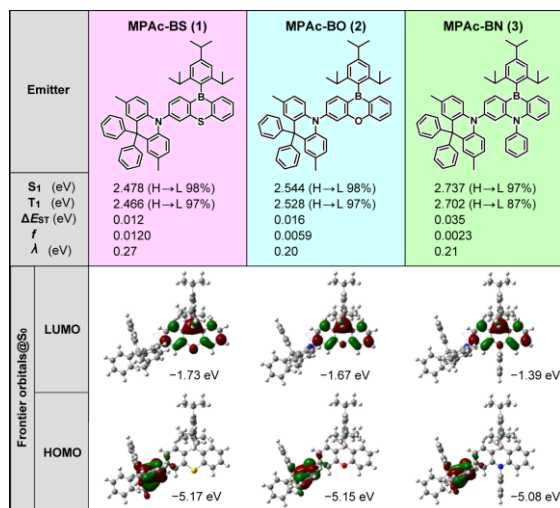 MPAc-BS (1) MPAc-BO (2) MPAc-BN (3)
Emitter
B
N
S
B
N
O
B
N
N
S1 (eV) 2.478 (H→L 98%) 2.544 (H→L 98%) 2.737 (H→L 97%)
T1 (eV) 2.466 (H→L 97%) 2.528 (H→L 97%) 2.702 (H→L 87%)
ΔEST (eV) 0.012 0.016 0.035
f 0.0120 0.0059 0.0023
λ (eV) 0.27 0.20 0.21
Frontier orbitals@S0
LUMO
−1.73 eV −1.67 eV −1.39 eV
HOMO
−5.17 eV −5.15 eV −5.08 eV